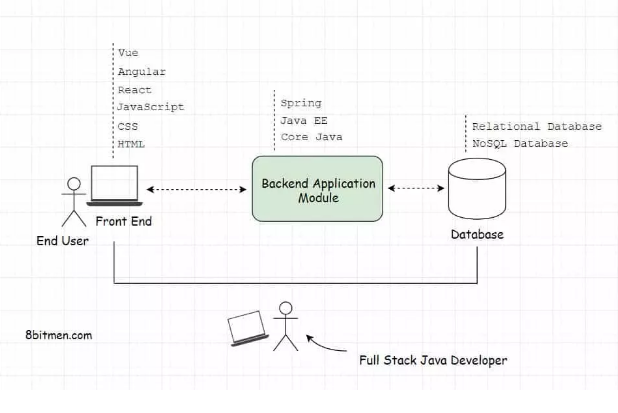 Vue
Angular
React
JavaScript
CSS
HTML
Spring
Java EE
Core Java
Relational Database
NoSQL Database
Backend Application
Module
Front End
End User
Database
8bitmen.com
Full Stack Java Developer